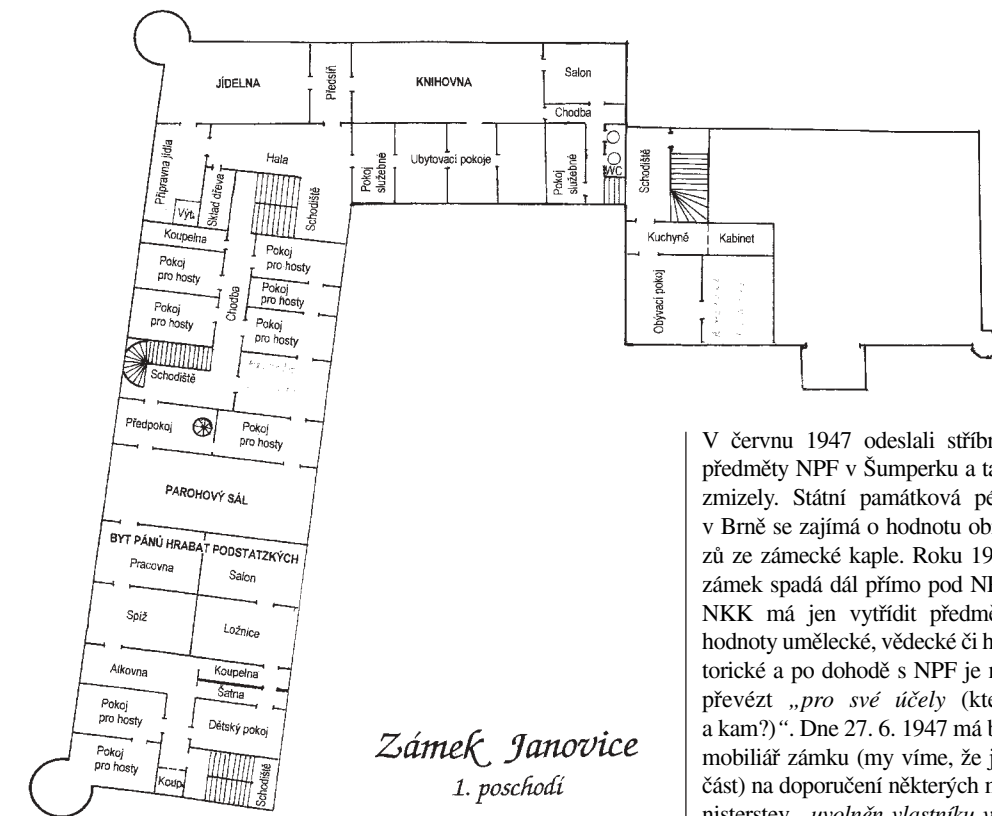 JÍDELNA
Předsíň
KNIHOVNA
Salon
Chodba
Přípravna jídla
Výt.
Sklad dřeva
Hala
Schodiště
Pokoj
služebné
Ubytovací pokoje
Pokoj
služebné
WC
Schodiště
Kuchyně
Kabinet
Obývací pokoj
Koupelna
Pokoj
pro hosty
Pokoj
pro hosty
Chodba
Pokoj
pro hosty
Pokoj
pro hosty
Pokoj
pro hosty
Schodiště
Předpokoj
Pokoj
pro hosty
PAROHOVÝ SÁL
BYT PÁNŮ HRABAT PODSTATZKÝCH
Pracovna
Salon
Spíž
Ložnice
Alkovna
Koupelna
Šatna
Pokoj
pro hosty
Dětský pokoj
Pokoj
pro hosty
Koup.
Schodiště
Zámek Janovice
1. poschodí
V červnu 1947 odeslali stříbr
předměty NPF v Šumperku a ta
zmizely. Státní památková pé
v Brně se zajímá o hodnotu ob
zů ze zámecké kaple. Roku 19
zámek spadá dál přímo pod
NKK má jen vytřídit předmě
hodnoty umělecké, vědecké či h
torické a po dohodě s NPF je
převézt „pro své účely (kte
a kam?)“. Dne 27. 6. 1947 má
mobiliář zámku (my víme, že j
část) na doporučení některých
nisterstev „uvolněn vlastníku